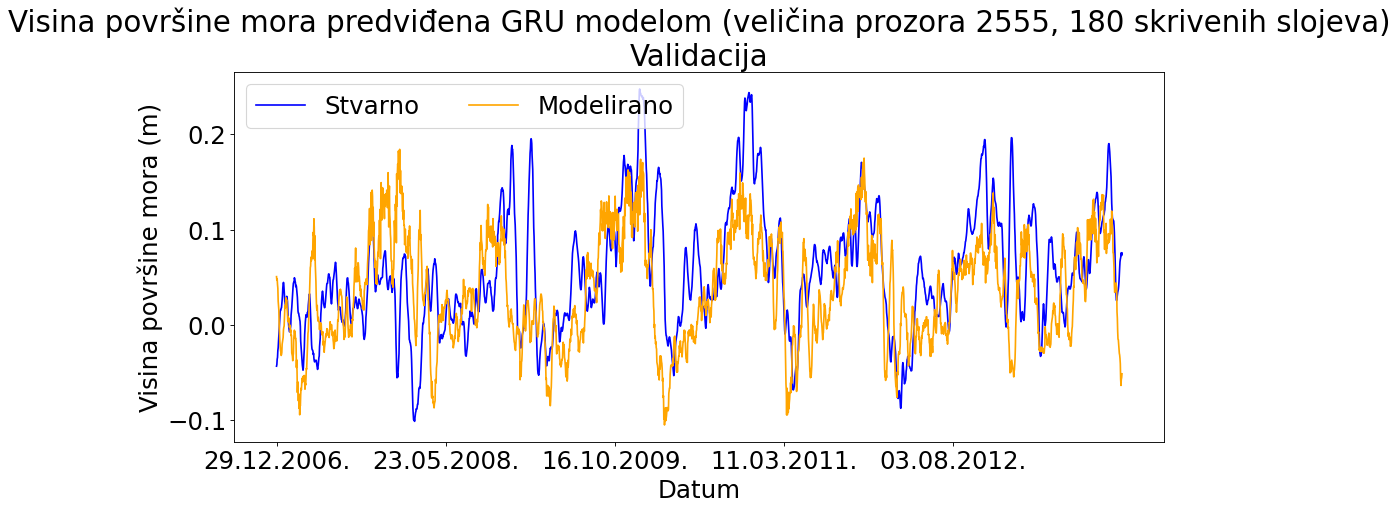 Visina površine mora predviđena GRU modelom (veličina prozora 2555, 180 skrivenih slojeva)
Validacija
Stvarno
Modelirano
Visina površine mora (m)
0.2
0.1
0.0
−0.1
29.12.2006.
23.05.2008.
16.10.2009.
11.03.2011.
03.08.2012.
Datum